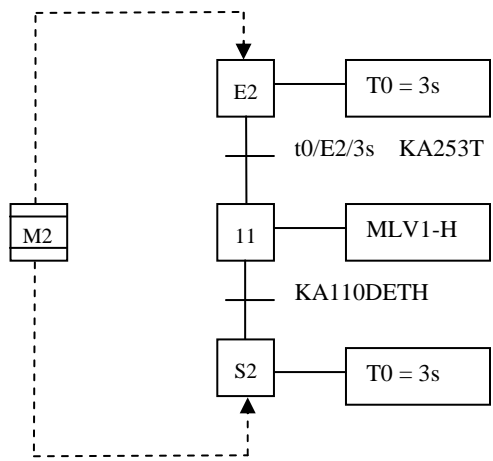 E2
T0 = 3s
t0/E2/3s KA253T
M2
11
MLV1-H
KA110DETH
S2
T0 = 3s